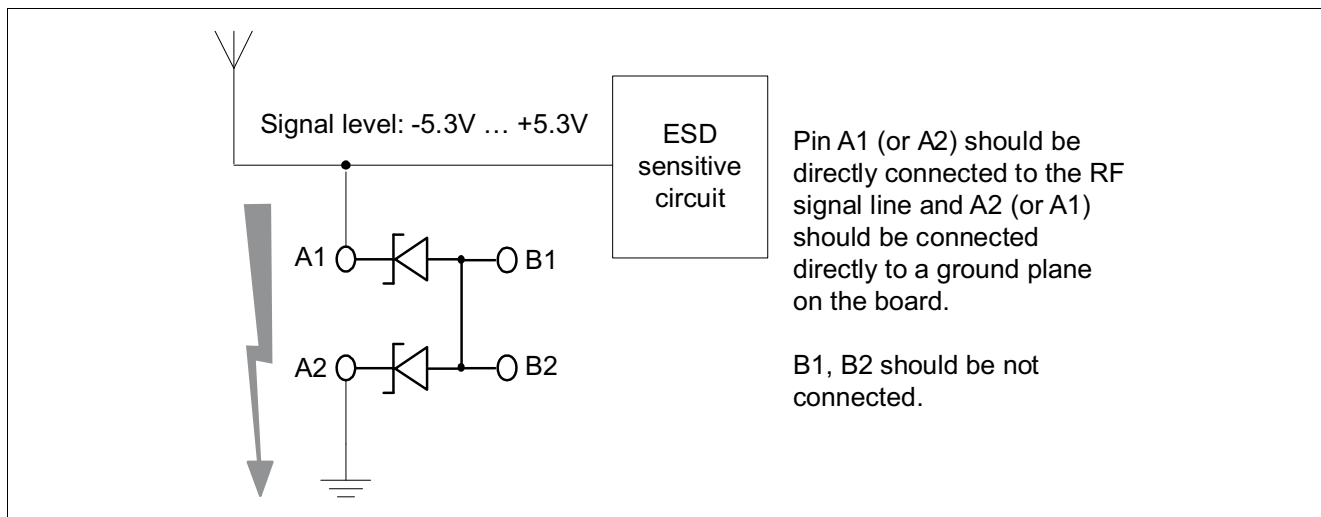 Signal level: -5.3V … +5.3V
ESD
sensitive
circuit
A1
B1
A2
B2
Pin A1 (or A2) should be
directly connected to the RF
signal line and A2 (or A1)
should be connected
directly to a ground plane
on the board.
B1, B2 should be not
connected.